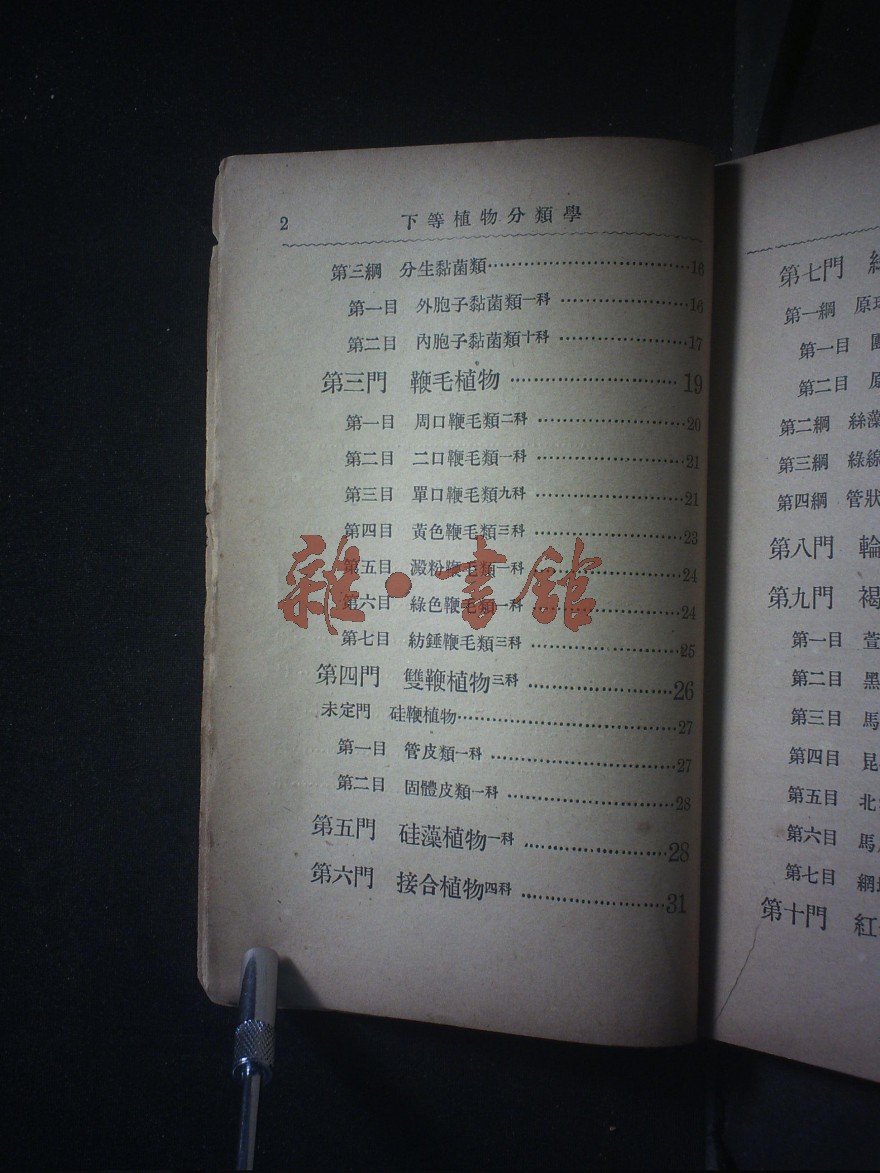 2 下等植物分類學
第三綱 分生黏菌類 16
第一目 外胞子黏菌類一科 16
第二目 內胞子黏菌類十科 17
第三門 鞭毛植物 19
第一目 周口鞭毛類二科 20
第二目 二口鞭毛類一科 21
第三目 單口鞭毛類九科 21
第四目 黃色鞭毛類三科 23
第五目 澱粉鞭毛類一科 24
第六目 綠色鞭毛類一科 24
第七目 紡錘鞭毛類三科 25
第四門 雙鞭植物三科 26
未定門 硅鞭植物 27
第一目 管皮類一科 27
第二目 固體皮類一科 28
第五門 硅藻植物一科 28
第六門 接合植物四科 31
雜·書館
第七門
第一綱 原
第一目
第二目 原
第二綱 絲藻
第三綱 綠線
第四綱 管狀
第八門 輪
第九門 褐
第一目 萱
第二目 黑
第三目 馬
第四目 昆
第五目 北
第六目 馬
第七目 網
第十門 紅